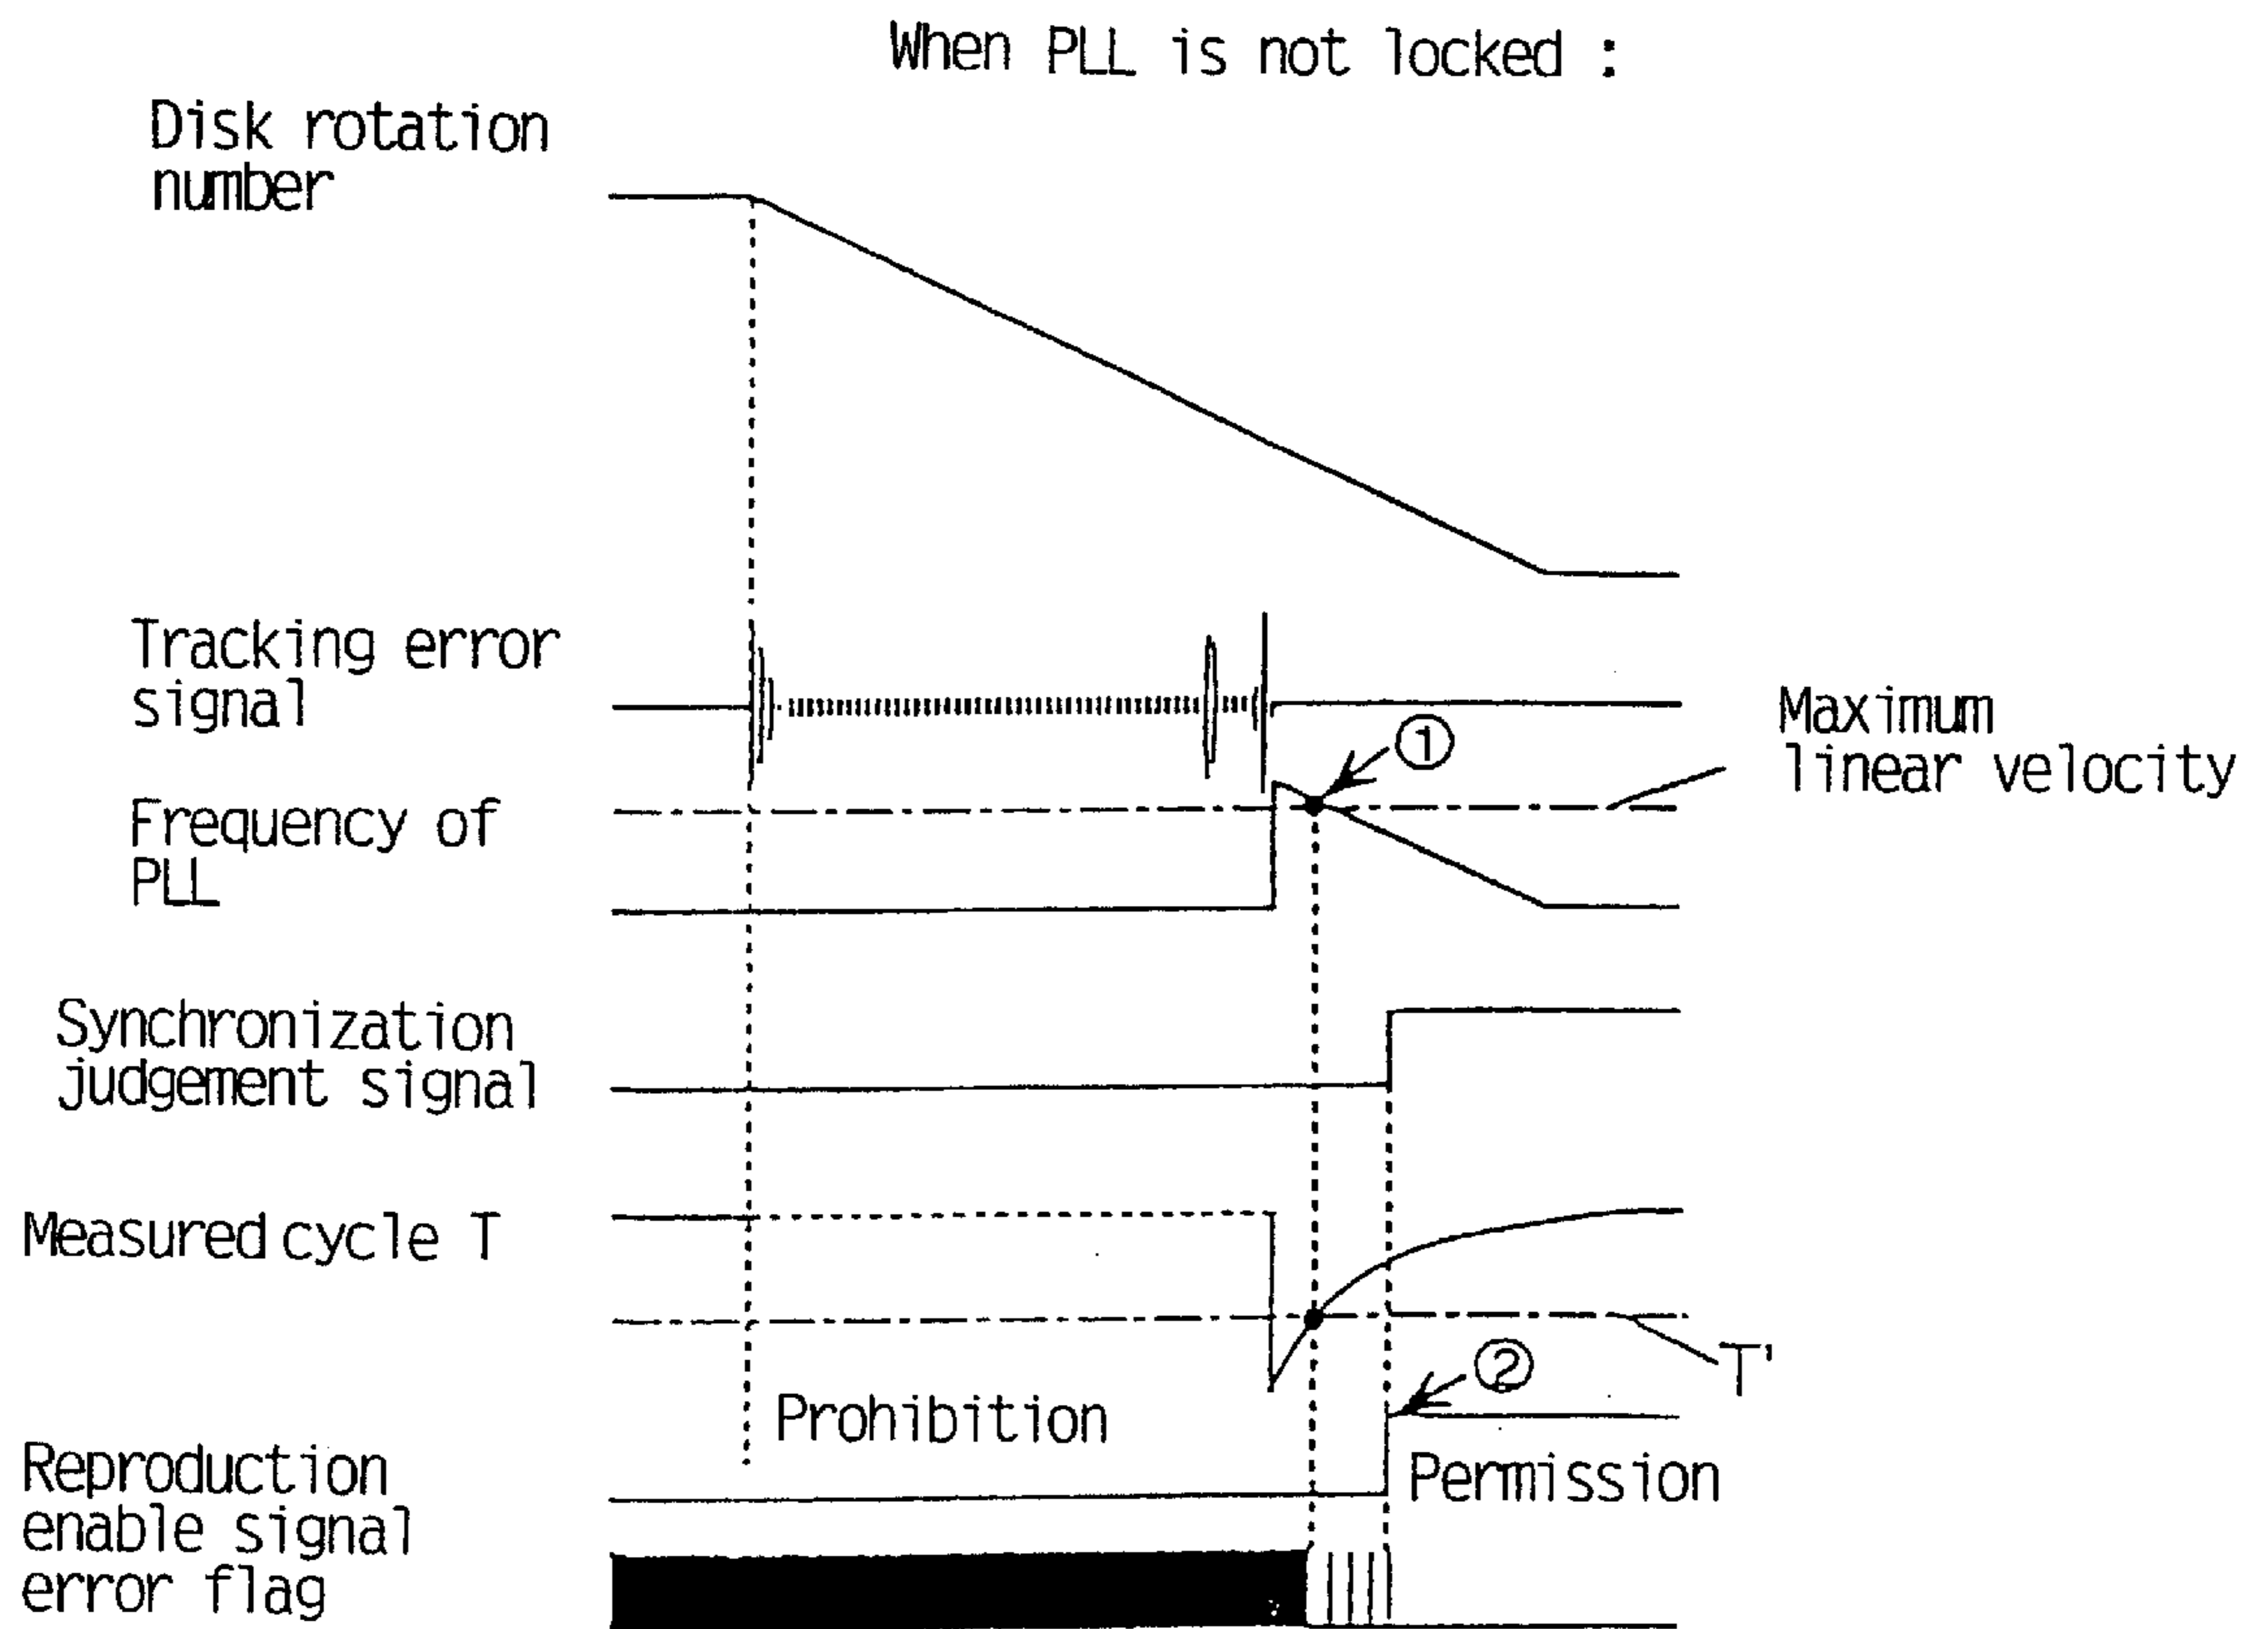 When PLL is not locked :
Disk rotation
number
Tracking error
signal
①
Maximum
linear velocity
Frequency of
PLL
Synchronization
judgement signal
Measured cycle T
T'
②
Prohibition
Permission
Reproduction
enable signal
error flag